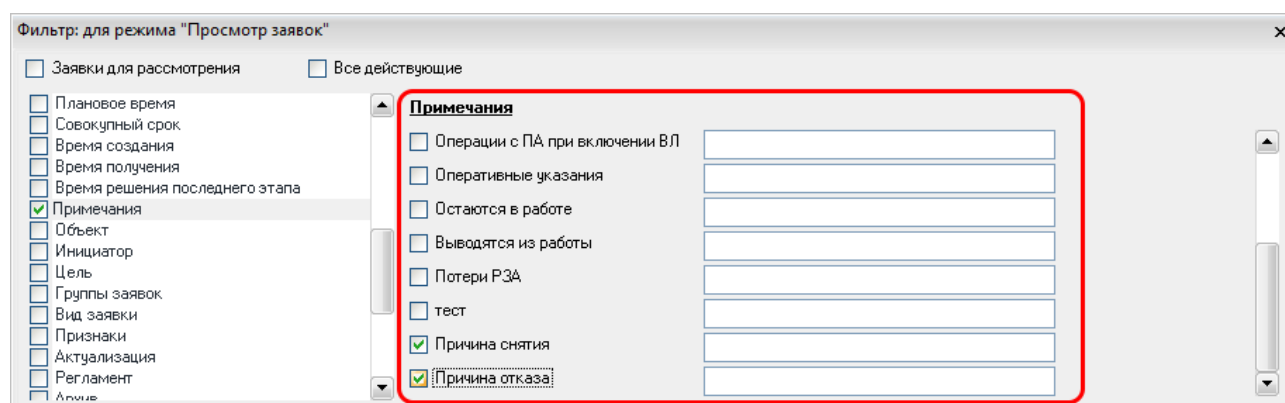 Фильтр: для режима "Просмотр заявок"
Заявки для рассмотрения
Все действующие
Плановое время
Совокупный срок
Время создания
Время получения
Время решения последнего этапа
Примечания
Объект
Инициатор
Цель
Группы заявок
Вид заявки
Признаки
Актуализация
Регламент
Архив
Примечания
Операции с ПА при включении ВЛ
Оперативные указания
Остаются в работе
Выводятся из работы
Потери РЗА
тест
Причина снятия
Причина отказа